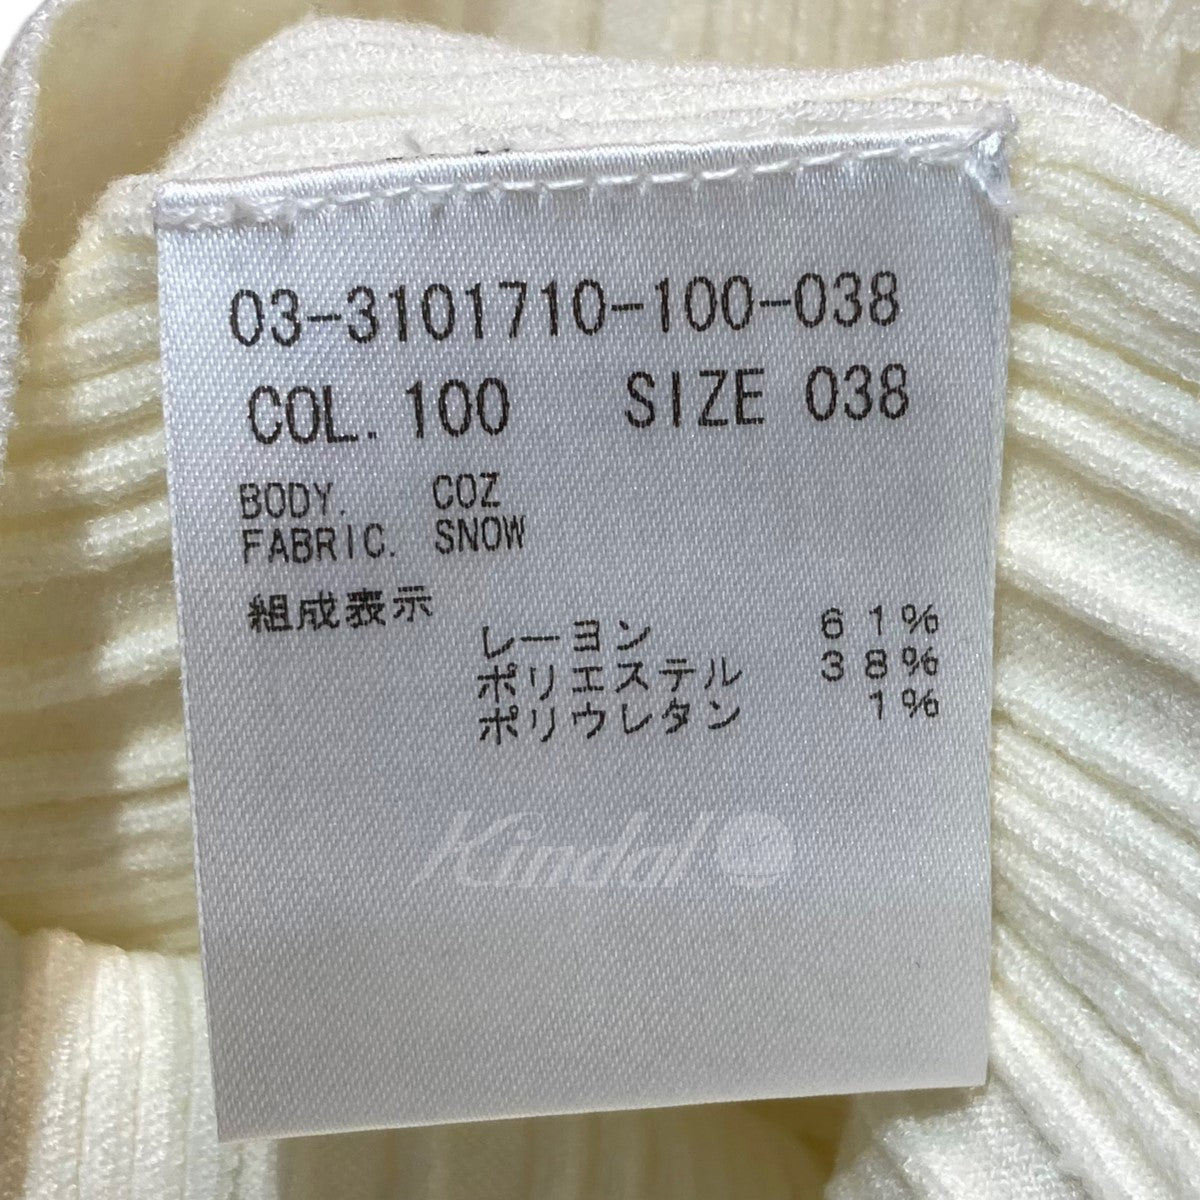 03-3101710-100-038
COL. 100 SIZE 038
BODY. COZ
FABRIC. SNOW
組成表示
レーヨン 61%
ポリエステル 38%
ポリウレタン 1%
Kindal